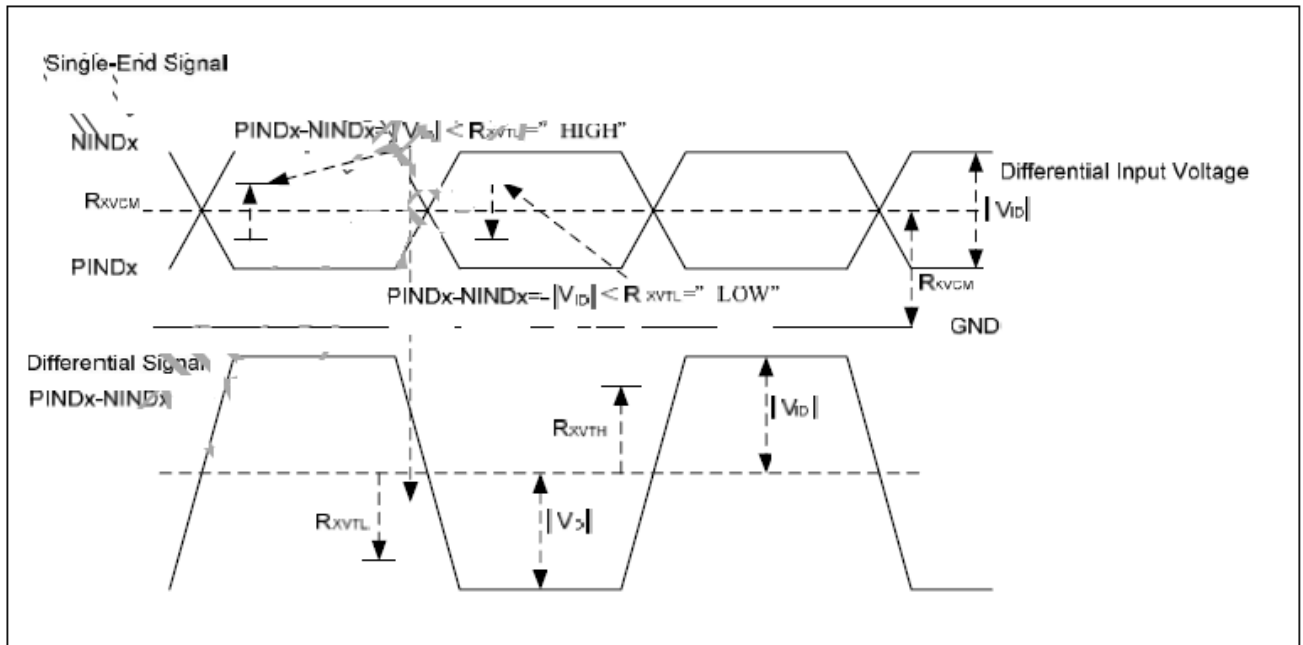 Single-End Signal
PINDx-NINDx=|VID| < RXVTL=” HIGH”
NINDx
Differential Input Voltage
RXVCM
|VID|
PINDx
RXVCM
PINDx-NINDx=-|VID| < RXVTL=” LOW”
GND
Differential Signal
PINDx-NINDx
|VID|
RXVTH
RXVTL
|VD|